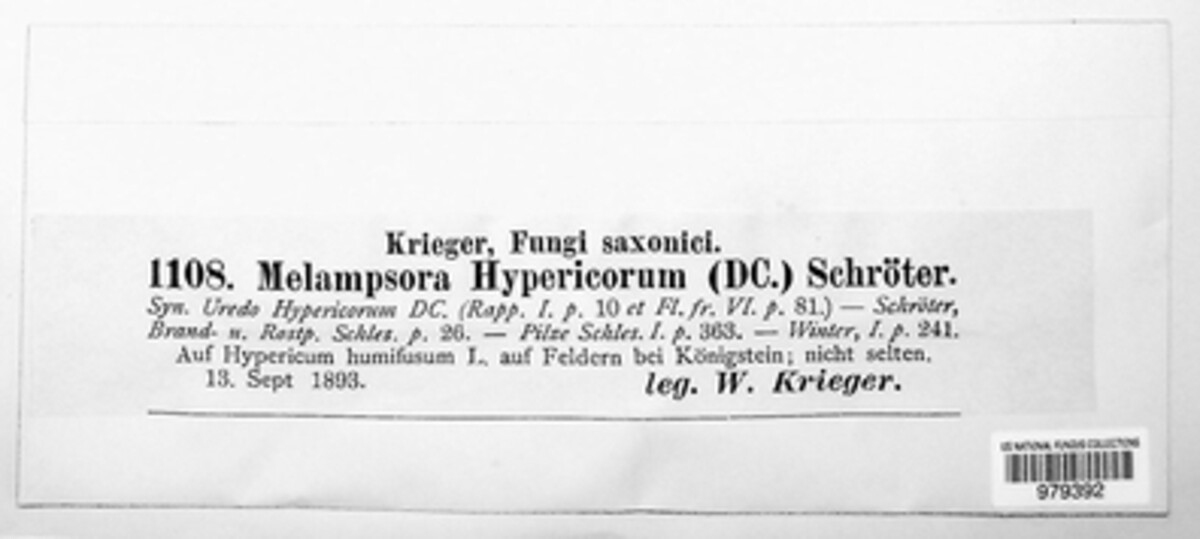 Krieger, Fungi saxonici.
1108. Melampsora Hypericorum (DC.) Schröter.
Syn. Uredo Hypericorum DC. (Rapp. I. p. 10 et Fl. fr. VI. p. 81.) — Schröter,
Brand- u. Rostp. Schles. p. 26. — Pilze Schles. I. p. 363. — Winter, I. p. 241.
Auf Hypericum humifusum L. auf Feldern bei Königstein; nicht selten.
13. Sept 1893.
leg. W. Krieger.
US NATIONAL FUNGUS COLLECTIONS
979392